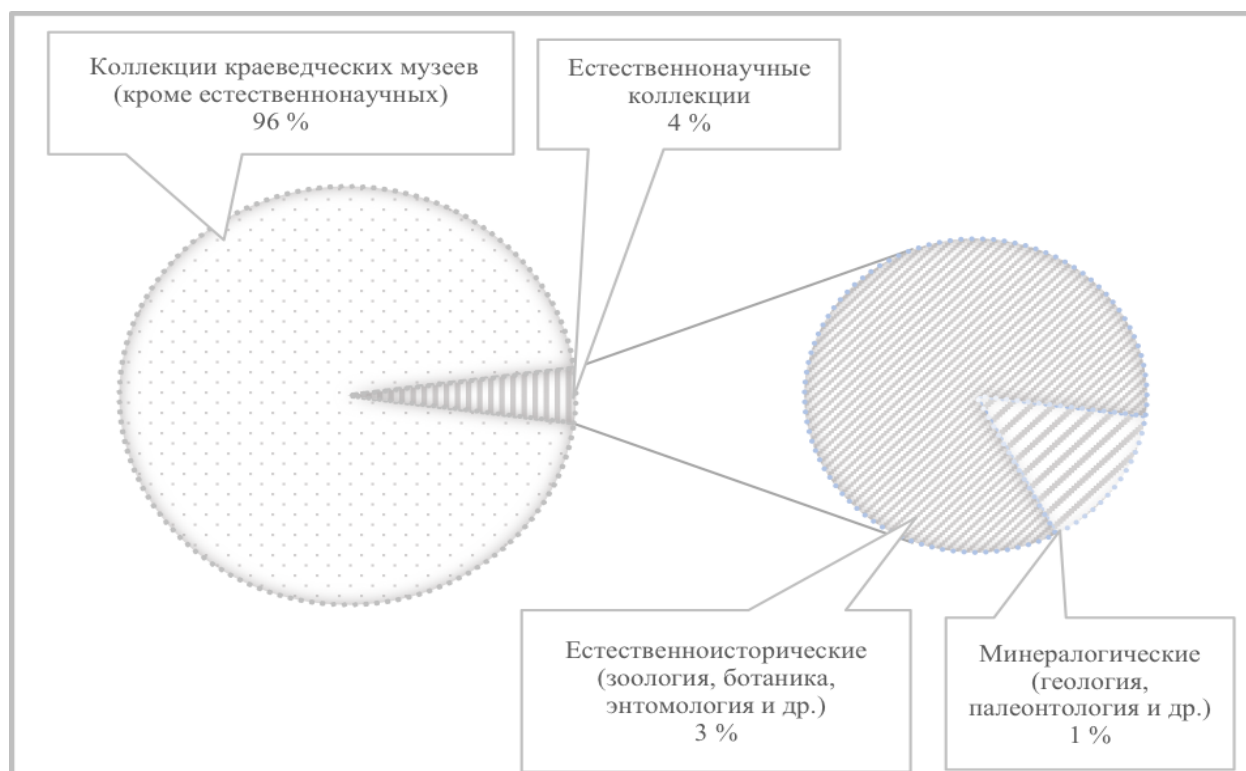 Коллекции краеведческих музеев
(кроме естественнонаучных)
96 %
Естественнонаучные
коллекции
4 %
Естественноисторические
(зоология, ботаника,
энтомология и др.)
3 %
Минералогические
(геология,
палеонтология и др.)
1 %